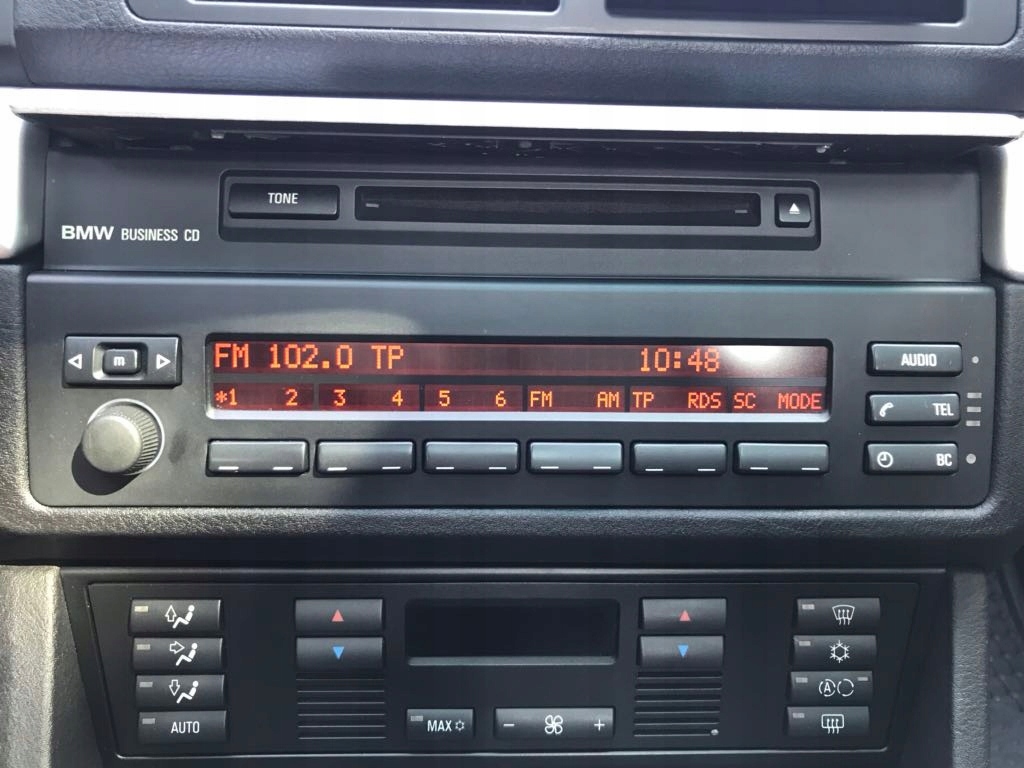 TONE
BMW BUSINESS CD
m
FM 102.0 TP 10:48
*1 2 3 4 5 6 FM AM TP RDS SC MODE
AUDIO
TEL
BC
AUTO
MAX
A